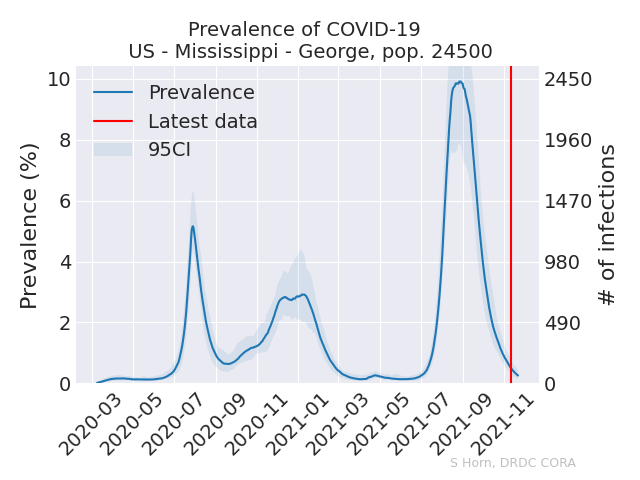 Prevalence of COVID-19
US - Mississippi - George, pop. 24500
Prevalence
Latest data
95CI
Prevalence (%)
10
8
6
4
2
0
2450
1960
1470
980
490
0
# of infections
2020-03
2020-05
2020-07
2020-09
2020-11
2021-01
2021-03
2021-05
2021-07
2021-09
2021-11
S Horn, DRDC CORA